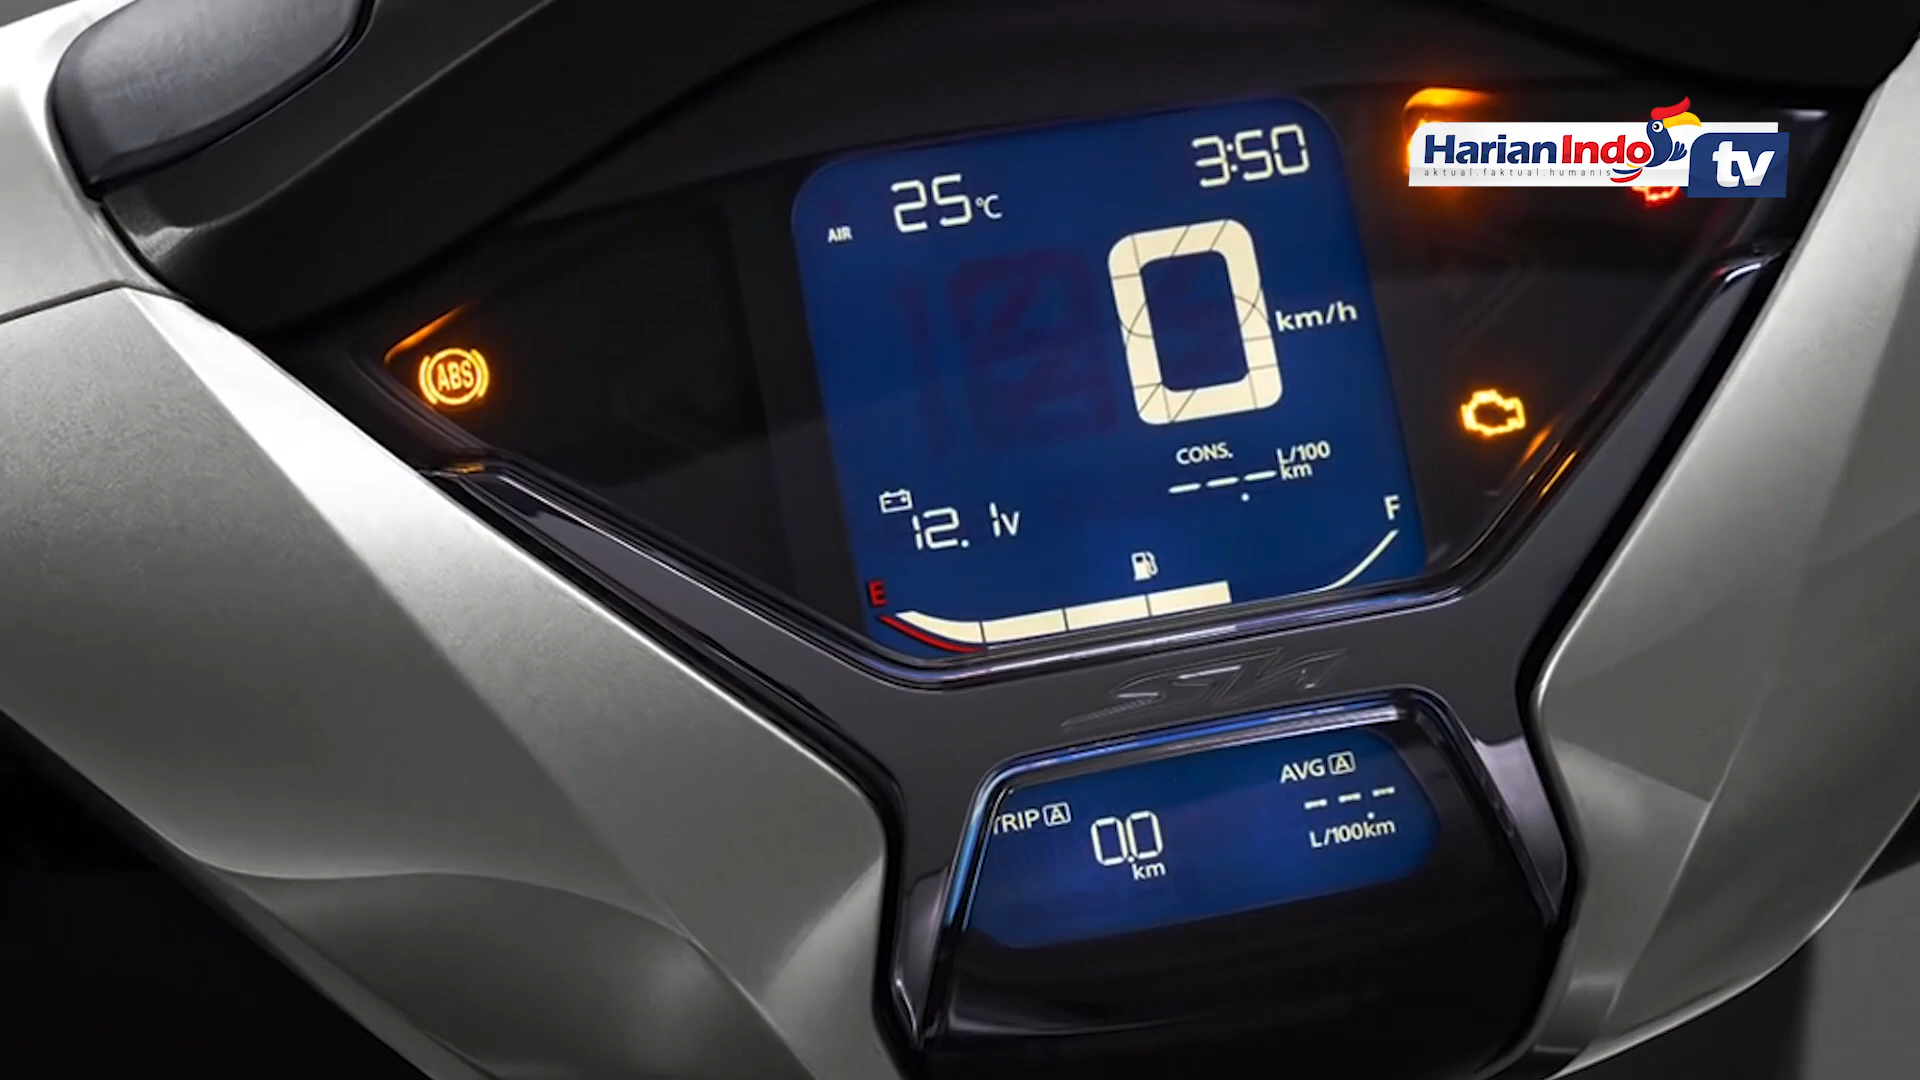 HarianIndo tv
aktual.faktual.humanis
AIR 25°C 3:50
0 km/h
ABS
CONS. ---.- L/100 km
12.1V
E F
TRIP A 0.0 km
AVG A ---.- L/100km